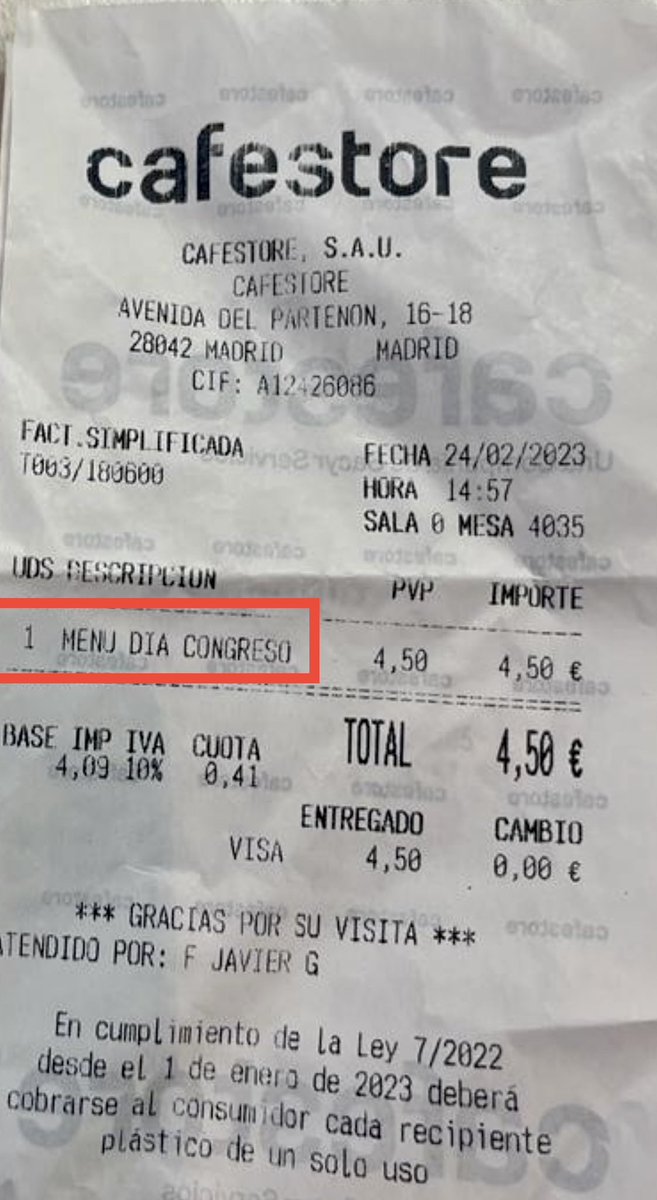 cafestore
CAFESTORE, S.A.U.
CAFESTORE
AVENIDA DEL PARTENON, 16-18
28042 MADRID MADRID
CIF: A12426086
FACT.SIMPLIFICADA FECHA 24/02/2023
T003/180600 HORA 14:57
SALA 0 MESA 4035
UDS DESCRIPCION PVP IMPORTE
1 MENU DIA CONGRESO 4,50 4,50 €
BASE IMP IVA CUOTA TOTAL 4,50 €
4,09 10% 0,41
ENTREGADO CAMBIO
VISA 4,50 0,00 €
*** GRACIAS POR SU VISITA ***
ATENDIDO POR: F JAVIER G
En cumplimiento de la Ley 7/2022
desde el 1 de enero de 2023 deberá
cobrarse al consumidor cada recipiente
plástico de un solo uso